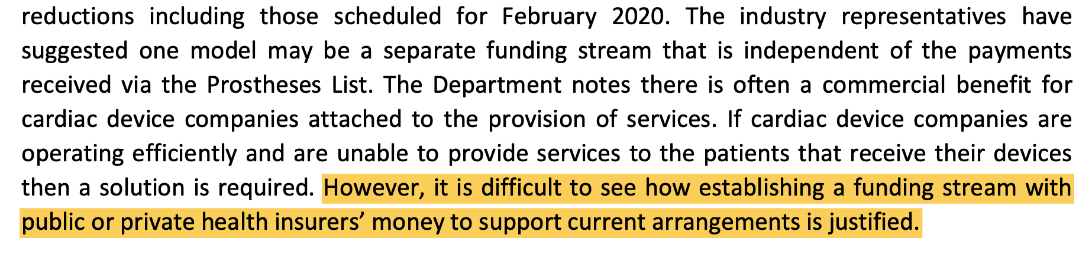 reductions including those scheduled for February 2020. The industry representatives have
suggested one model may be a separate funding stream that is independent of the payments
received via the Prostheses List. The Department notes there is often a commercial benefit for
cardiac device companies attached to the provision of services. If cardiac device companies are
operating efficiently and are unable to provide services to the patients that receive their devices
then a solution is required. However, it is difficult to see how establishing a funding stream with
public or private health insurers’ money to support current arrangements is justified.